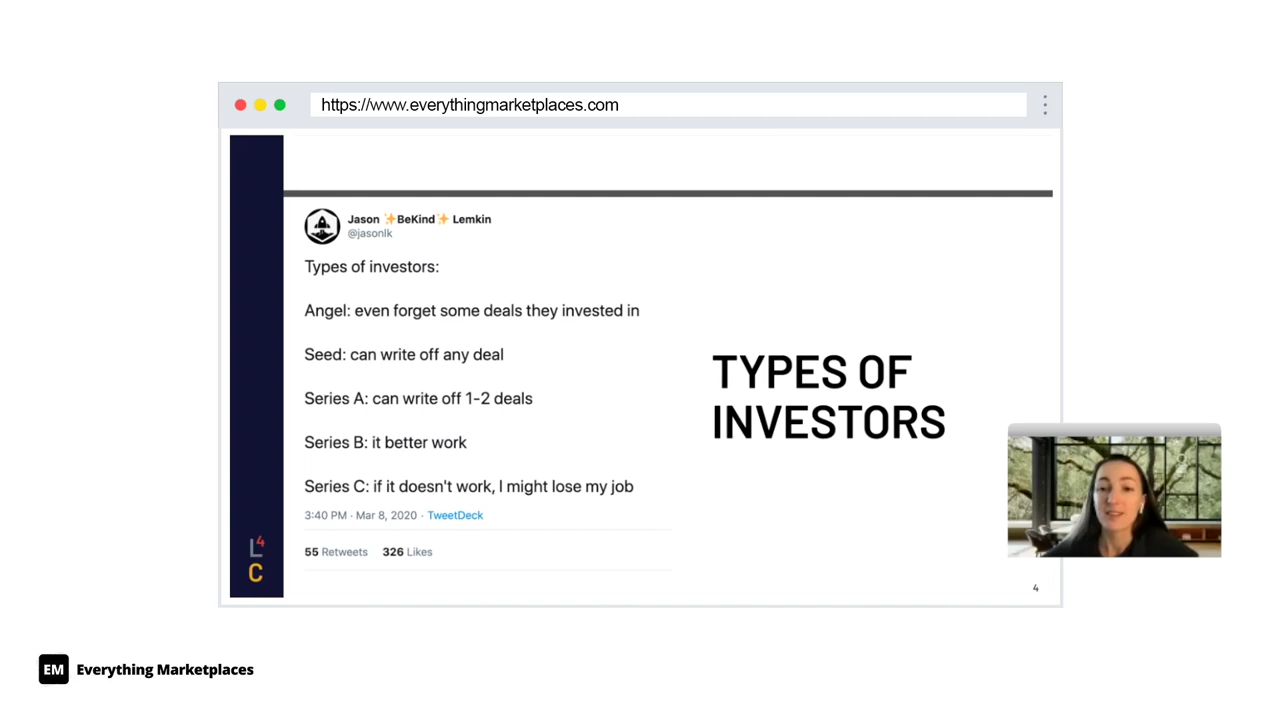 https://www.everythingmarketplaces.com
Jason ✨BeKind✨ Lemkin
@jasonlk
Types of investors:
Angel: even forget some deals they invested in
Seed: can write off any deal
Series A: can write off 1-2 deals
Series B: it better work
Series C: if it doesn't work, I might lose my job
3:40 PM · Mar 8, 2020 · TweetDeck
55 Retweets 326 Likes
TYPES OF
INVESTORS
L4
C
4
EM Everything Marketplaces